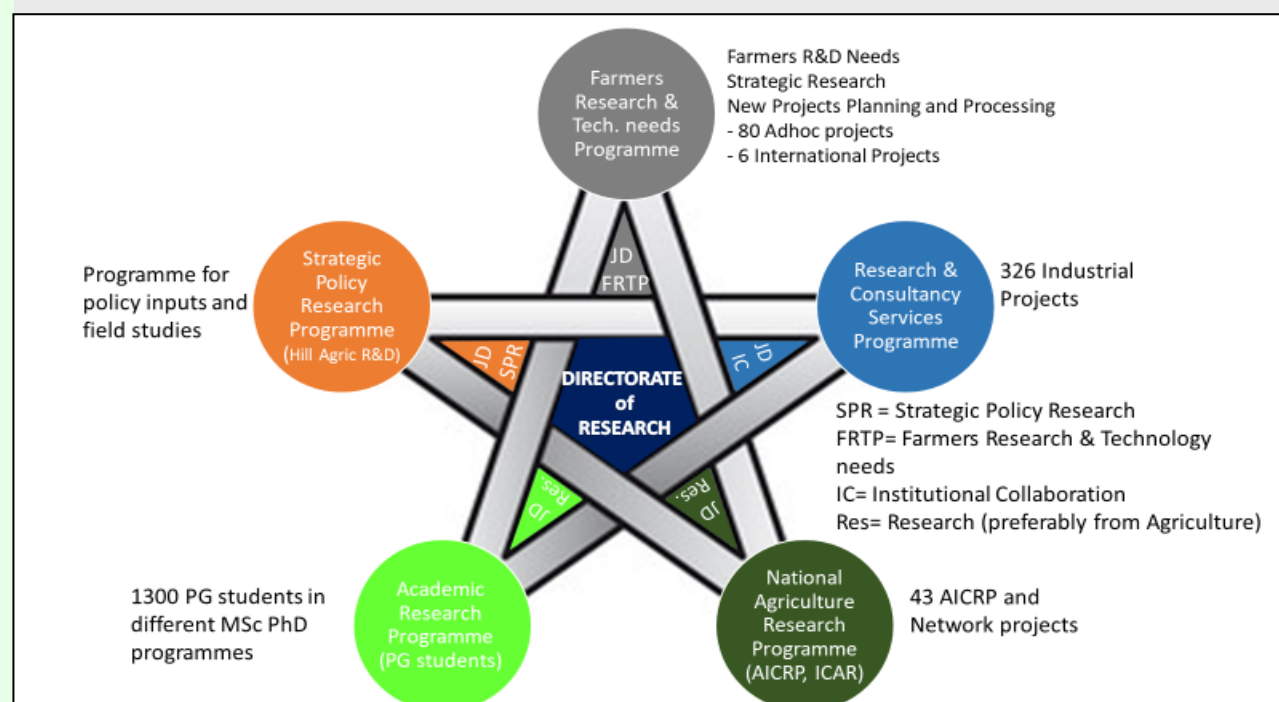 Farmers
Research &
Tech. needs
Programme
Farmers R&D Needs
Strategic Research
New Projects Planning and Processing
- 80 Adhoc projects
- 6 International Projects
Programme for
policy inputs and
field studies
Strategic
Policy
Research
Programme
(Hill Agric R&D)
JD
FRTP
Research &
Consultancy
Services
Programme
326 Industrial
Projects
JD
SPR
JD
IC
DIRECTORATE
of
RESEARCH
SPR = Strategic Policy Research
FRTP= Farmers Research & Technology
needs
IC= Institutional Collaboration
Res= Research (preferably from Agriculture)
JD
Res.
JD
Res.
1300 PG students in
different MSc PhD
programmes
Academic
Research
Programme
(PG students)
National
Agriculture
Research
Programme
(AICRP, ICAR)
43 AICRP and
Network projects